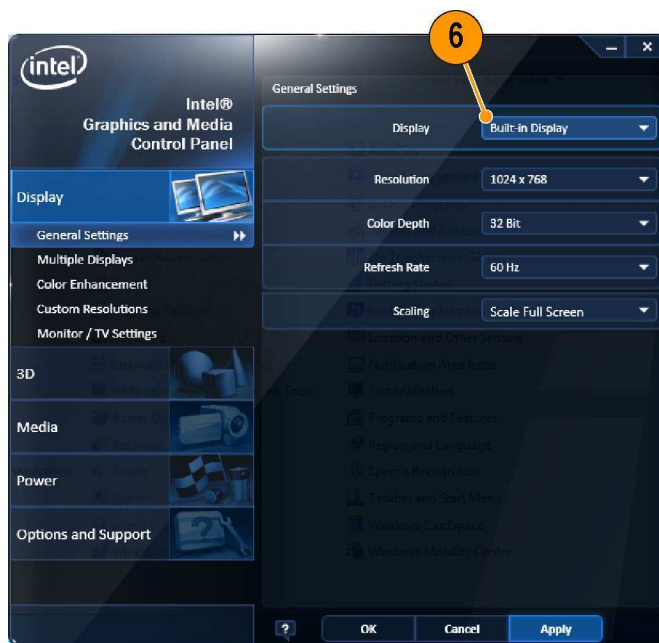 6
intel
Intel®
Graphics and Media
Control Panel
Display
General Settings
Multiple Displays
Color Enhancement
Custom Resolutions
Monitor / TV Settings
3D
Media
Power
Options and Support
General Settings
Display Built-in Display
Resolution 1024 x 768
Color Depth 32 Bit
Refresh Rate 60 Hz
Scaling Scale Full Screen
Location and Other Sensors
Notification Area Icons
Personalization
Programs and Features
Region and Language
Speech Recognition
Taskbar and Start Menu
Windows CardSpace
Windows Mobility Center
? OK Cancel Apply